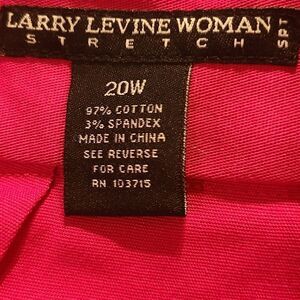 LARRY LEVINE WOMAN
STRETCH
SPT
20W
97% COTTON
3% SPANDEX
MADE IN CHINA
SEE REVERSE
FOR CARE
RN 103715